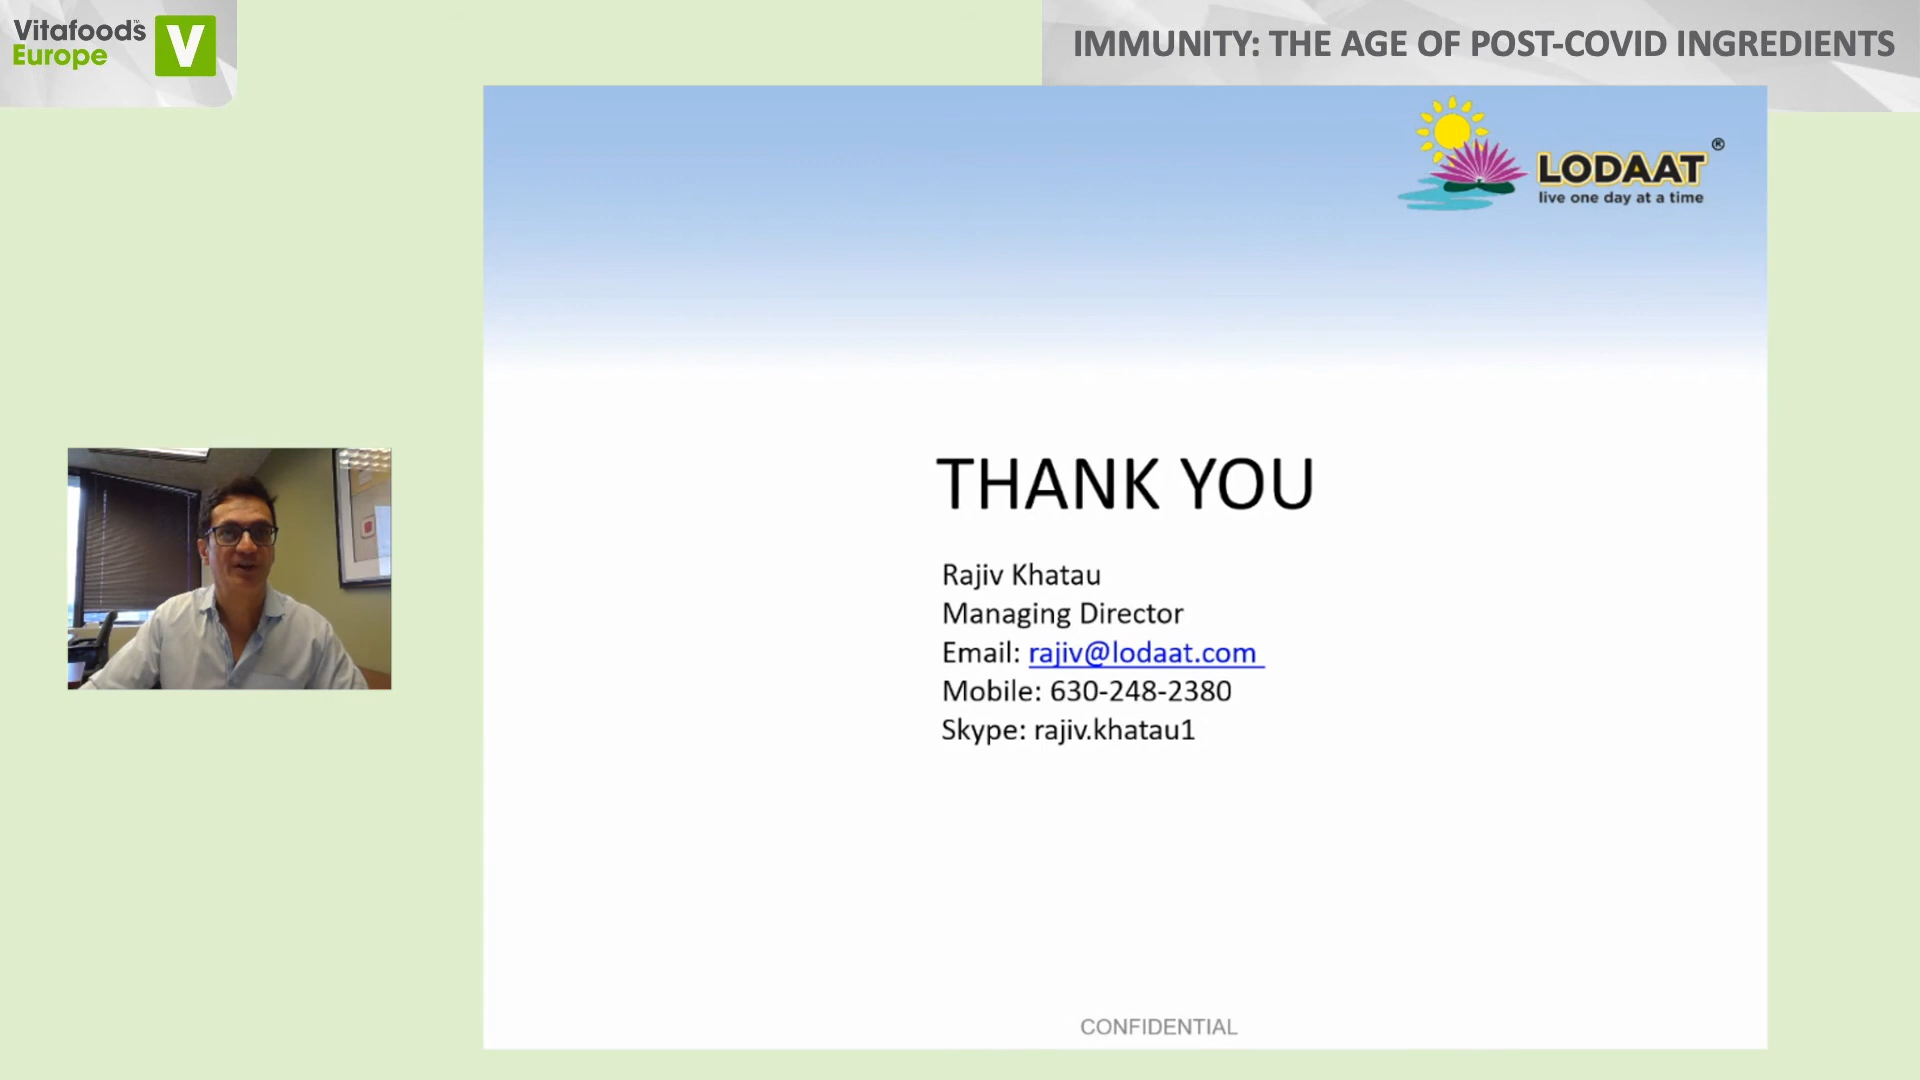 Vitafoods™
Europe
V
IMMUNITY: THE AGE OF POST-COVID INGREDIENTS
LODAAT®
live one day at a time
THANK YOU
Rajiv Khatau
Managing Director
Email: rajiv@lodaat.com
Mobile: 630-248-2380
Skype: rajiv.khatau1
CONFIDENTIAL